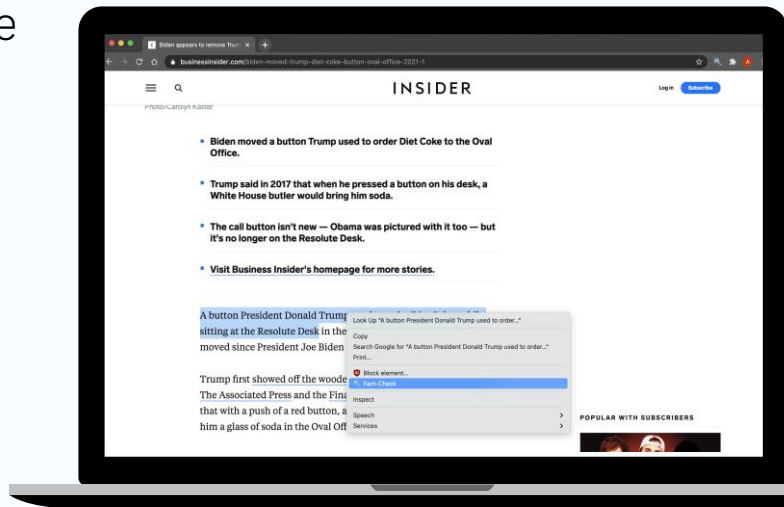 e
Biden appears to remove Trum
businessinsider.com/biden-moved-trump-diet-coke-button-oval-office-2021-1
INSIDER
Log in
Subscribe
Photo/Carolyn Kaster
Biden moved a button Trump used to order Diet Coke to the Oval
Office.
Trump said in 2017 that when he pressed a button on his desk, a
White House butler would bring him soda.
The call button isn't new — Obama was pictured with it too — but
it's no longer on the Resolute Desk.
Visit Business Insider's homepage for more stories.
A button President Donald Trump
sitting at the Resolute Desk in the
moved since President Joe Biden
Trump first showed off the woode
The Associated Press and the Fina
that with a push of a red button, a
him a glass of soda in the Oval Off
Look Up "A button President Donald Trump used to order..."
Copy
Search Google for "A button President Donald Trump used to order..."
Print...
Block element...
Fact-Check
Inspect
Speech
Services
POPULAR WITH SUBSCRIBERS